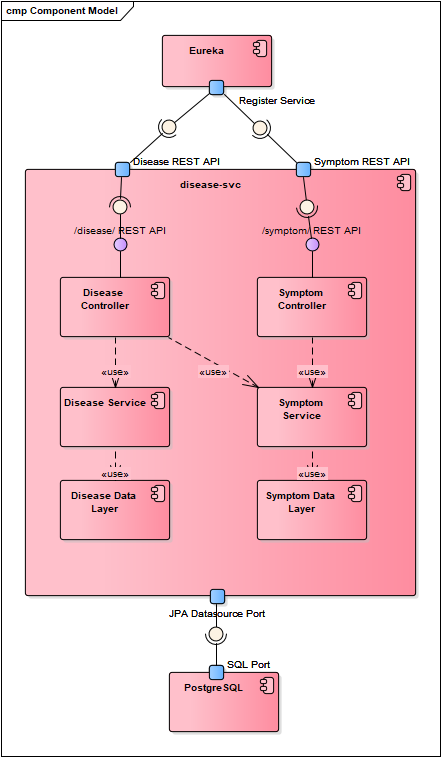 cmp Component Model
Eureka
Register Service
Disease REST API
Symptom REST API
disease-svc
/disease/ REST API
/symptom/ REST API
Disease
Controller
Symptom
Controller
«use»
«use»
«use»
Disease Service
Symptom
Service
«use»
«use»
Disease Data
Layer
Symptom Data
Layer
JPA Datasource Port
SQL Port
PostgreSQL